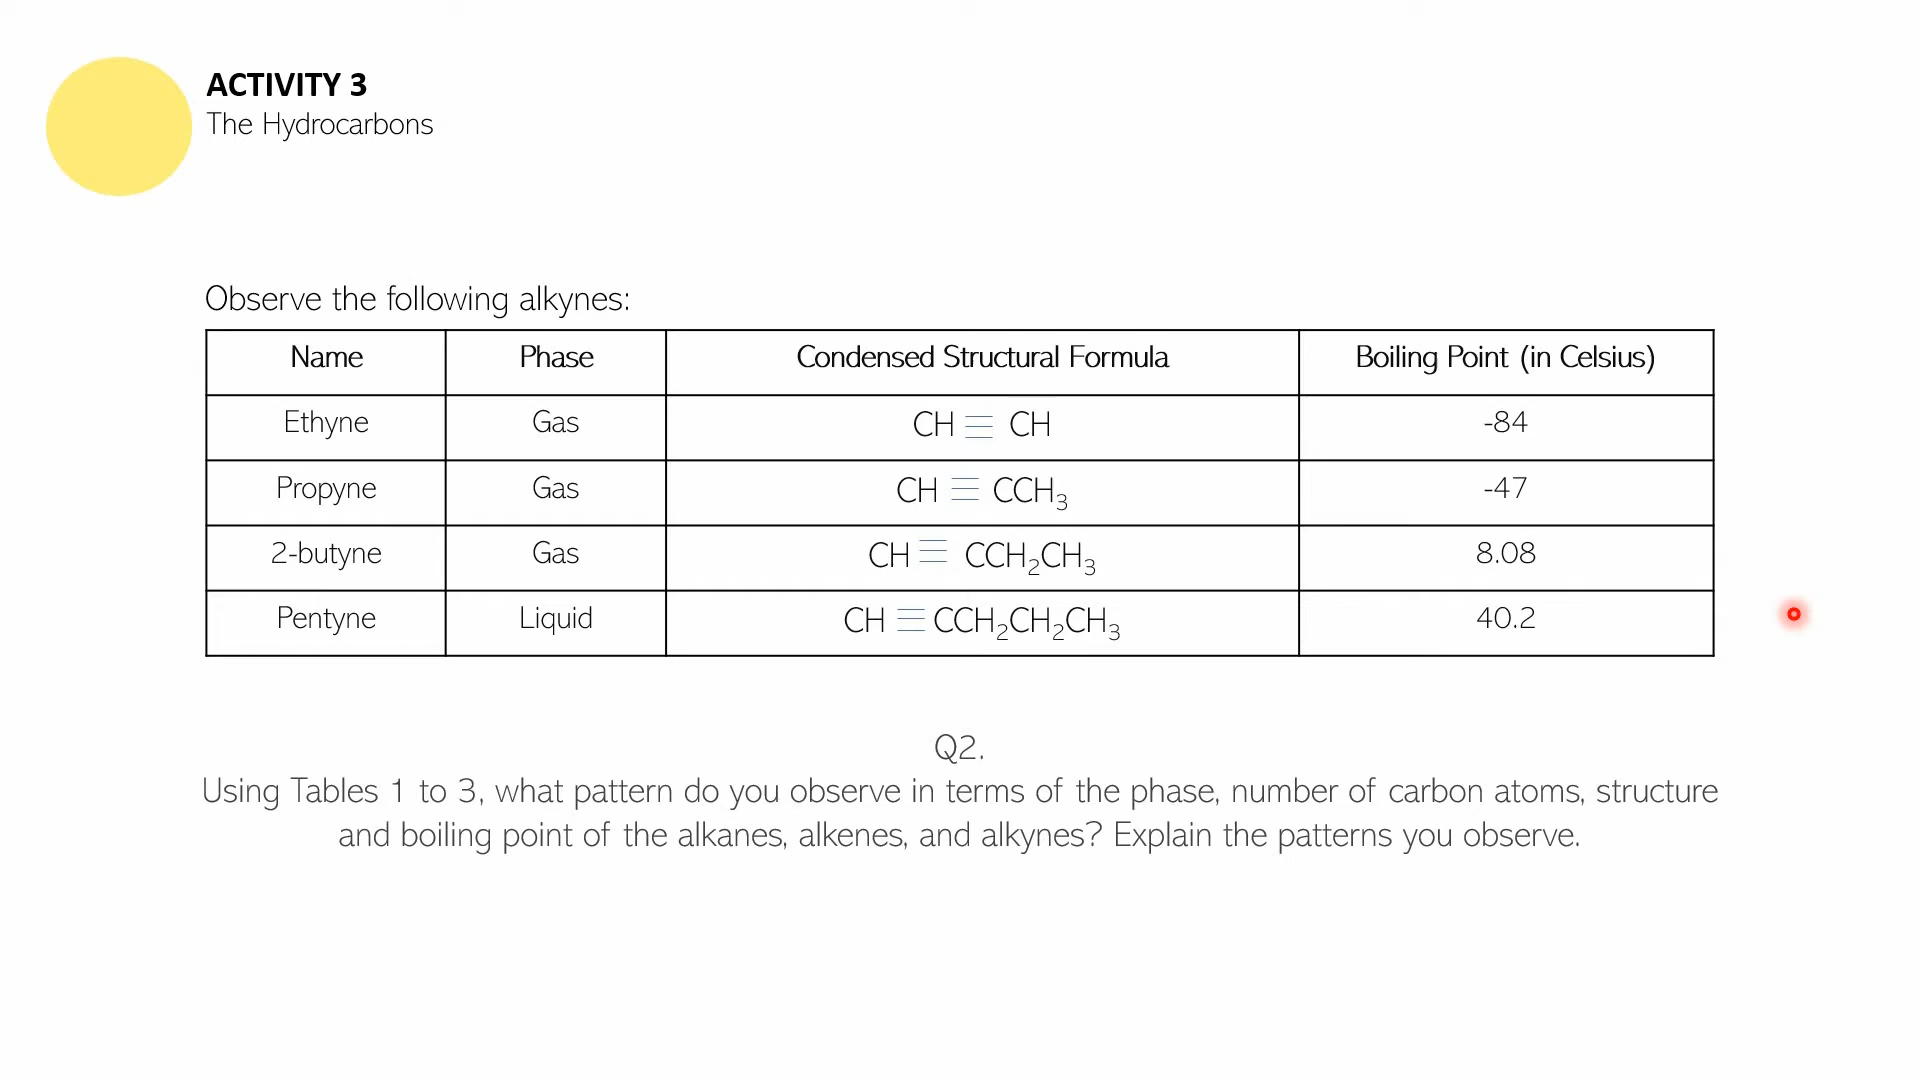 ACTIVITY 3
The Hydrocarbons
Observe the following alkynes:
Name Phase Condensed Structural Formula Boiling Point (in Celsius)
Ethyne Gas CH ≡ CH -84
Propyne Gas CH ≡ CCH₃ -47
2-butyne Gas CH ≡ CCH₂CH₃ 8.08
Pentyne Liquid CH ≡ CCH₂CH₂CH₃ 40.2
Q2.
Using Tables 1 to 3, what pattern do you observe in terms of the phase, number of carbon atoms, structure
and boiling point of the alkanes, alkenes, and alkynes? Explain the patterns you observe.